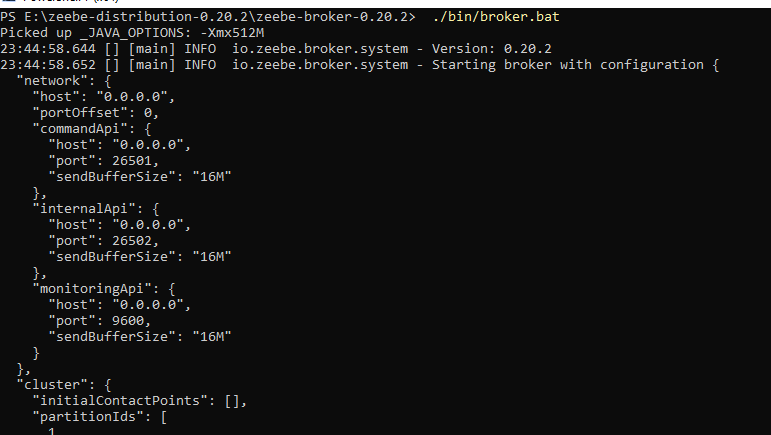 PS E:\zeebe-distribution-0.20.2\zeebe-broker-0.20.2>  ./bin/broker.bat
Picked up _JAVA_OPTIONS: -Xmx512M
23:44:58.644 [] [main] INFO  io.zeebe.broker.system - Version: 0.20.2
23:44:58.652 [] [main] INFO  io.zeebe.broker.system - Starting broker with configuration {
  "network": {
    "host": "0.0.0.0",
    "portOffset": 0,
    "commandApi": {
      "host": "0.0.0.0",
      "port": 26501,
      "sendBufferSize": "16M"
    },
    "internalApi": {
      "host": "0.0.0.0",
      "port": 26502,
      "sendBufferSize": "16M"
    },
    "monitoringApi": {
      "host": "0.0.0.0",
      "port": 9600,
      "sendBufferSize": "16M"
    }
  },
  "cluster": {
    "initialContactPoints": [],
    "partitionIds": [
      1